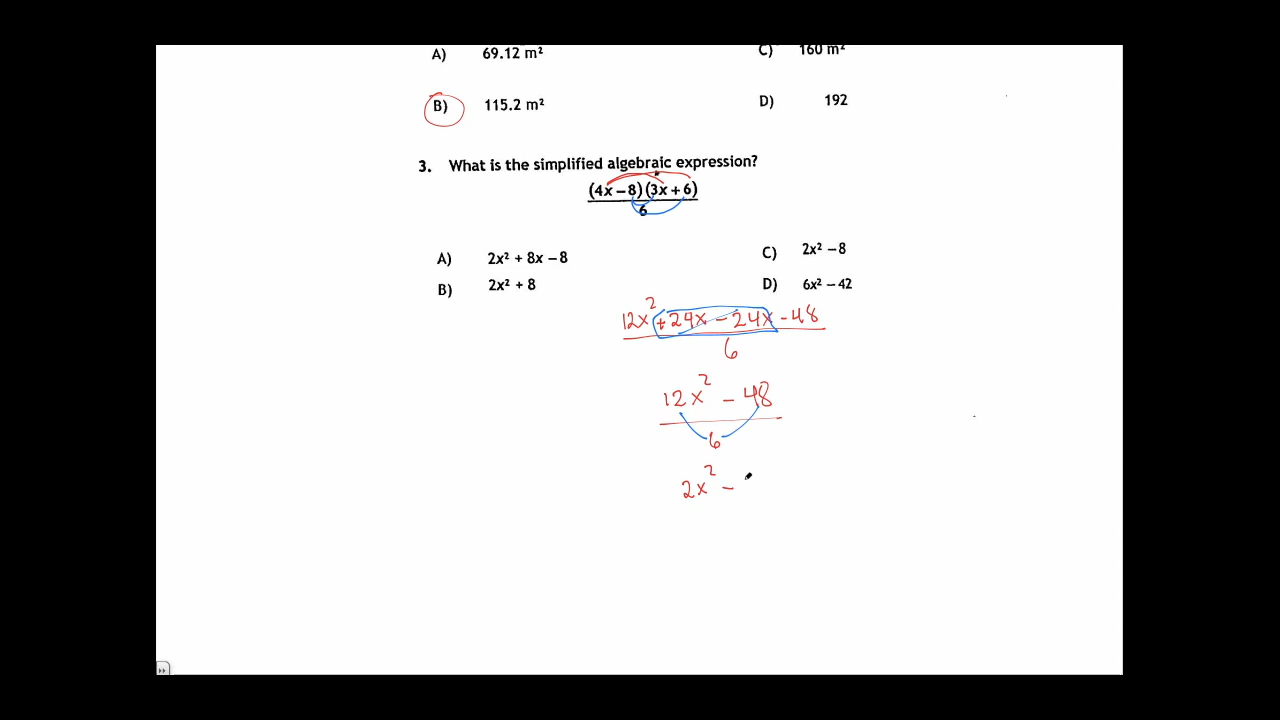 A) 69.12 m² C) 160 m²
B) 115.2 m² D) 192
3. What is the simplified algebraic expression?
(4x – 8)(3x + 6)
6
A) 2x² + 8x – 8 C) 2x² – 8
B) 2x² + 8 D) 6x² – 42
12x² + 24x – 24x – 48
6
12x² – 48
6
2x² –